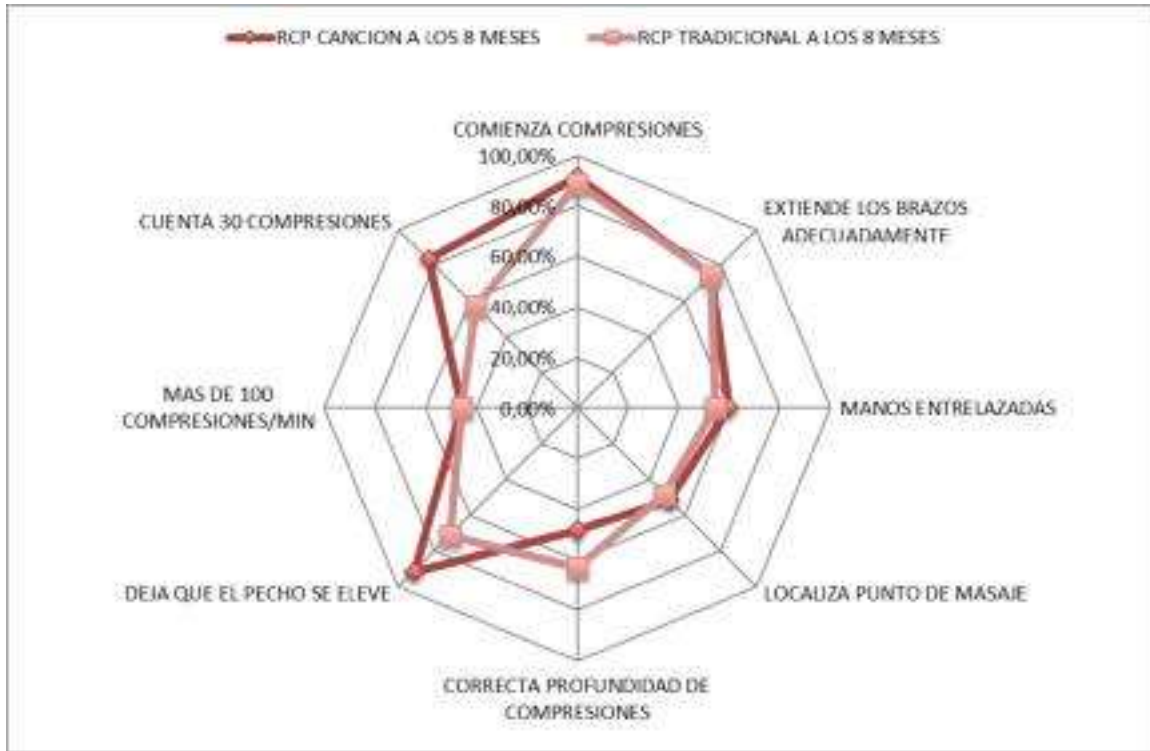 RCP CANCION A LOS 8 MESES RCP TRADICIONAL A LOS 8 MESES
COMIENZA COMPRESIONES
100,00%
EXTIENDE LOS BRAZOS
ADECUADAMENTE
CUENTA 30 COMPRESIONES
80,00%
60,00%
40,00%
20,00%
MAS DE 100
COMPRESIONES/MIN
0,00%
MANOS ENTRELAZADAS
DEJA QUE EL PECHO SE ELEVE
LOCALIZA PUNTO DE MASAJE
CORRECTA PROFUNDIDAD DE
COMPRESIONES